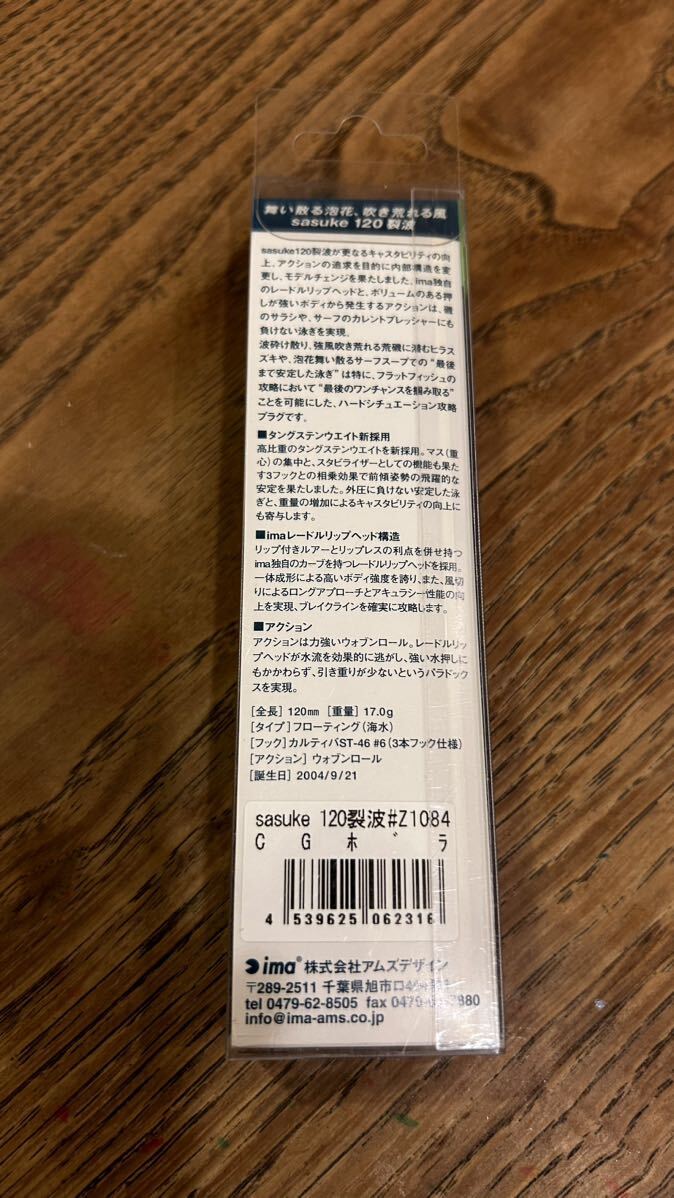 舞い散る泡花、吹き荒れる風
sasuke 120 裂波
sasuke120裂波が更なるキャスタビリティの向
上、アクションの追求を目的に内部構造を変
更し、モデルチェンジを果たしました。ima独自
のレードルリップヘッドと、ボリュームのある押
しが強いボディから発生するアクションは、磯
のサラシや、サーフのカレントプレッシャーにも
負けない泳ぎを実現。
波砕け散り、強風吹き荒れる荒磯に潜むヒラス
ズキや、泡花舞い散るサーフスープでの“最後
まで安定した泳ぎ”は特に、フラットフィッシュの
攻略において“最後のワンチャンスを掴み取る”
ことを可能にした、ハードシチュエーション攻略
プラグです。
■タングステンウエイト新採用
高比重のタングステンウエイトを新採用。マス(重
心)の集中と、スタビライザーとしての機能も果た
す3フックとの相乗効果で前傾姿勢の飛躍的な
安定を果たしました。外圧に負けない安定した泳
ぎと、重量の増加によるキャスタビリティの向上に
も寄与します。
■imaレードルリップヘッド構造
リップ付きルアーとリップレスの利点を併せ持つ
ima独自のカーブを持つレードルリップヘッドを採用。
一体成形による高いボディ強度を誇り、また、風切
りによるロングアプローチとアキュラシー性能の向
上を実現、ブレイクラインを確実に攻略します。
■アクション
アクションは力強いウォブンロール。レードルリッ
プヘッドが水流を効果的に逃がし、強い水押しに
もかかわらず、引き重りが少ないというパラドック
スを実現。
[全長] 120mm [重量] 17.0g
[タイプ] フローティング(海水)
[フック] カルティバST-46 #6(3本フック仕様)
[アクション] ウォブンロール
[誕生日] 2004/9/21
sasuke 120裂波#Z1084
CGボラ
4 539625 062316
ima® 株式会社アムズデザイン
〒289-2511 千葉県旭市口
tel 0479-62-8505 fax 0479- 7880
info@ima-ams.co.jp